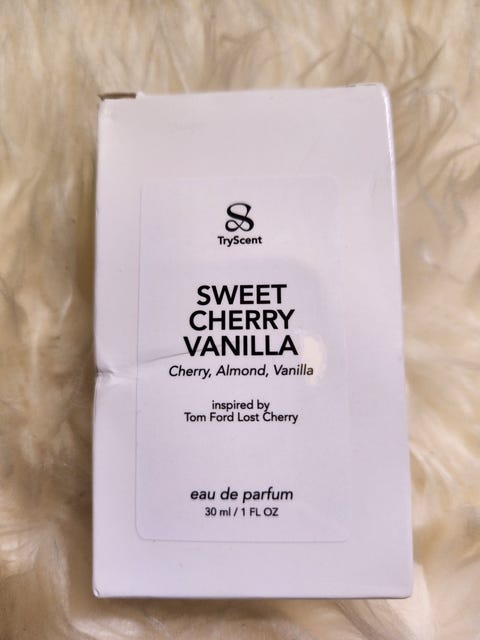 TryScent
SWEET
CHERRY
VANILLA
Cherry, Almond, Vanilla
inspired by
Tom Ford Lost Cherry
eau de parfum
30 ml / 1 FL OZ